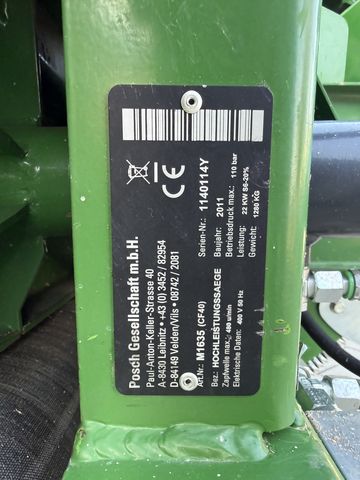 Posch Gesellschaft m.b.H.
Paul-Anton-Keller-Strasse 40
A-8430 Leibnitz • +43 (0) 3452 / 82954
D-84149 Velden/Vils • 08742 / 2081
CE
Serien-Nr.: 1140114Y
Art.Nr.: M1635 (CF40)
Baujahr: 2011
Bez: HOCHLEISTUNGSSAEGE
Betriebsdruck max.: 110 bar
Zapfwelle max.: 480 u/min
Leistung: 22 KW S6-20%
Elektrische Daten: 400 V 50 Hz
Gewicht: 1280 KG